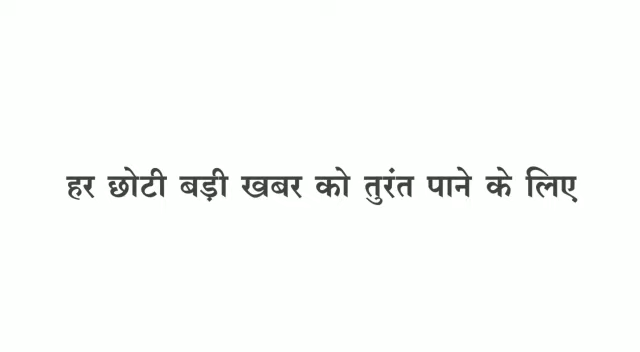 हर छोटी बड़ी खबर को तुरंत पाने के लिए